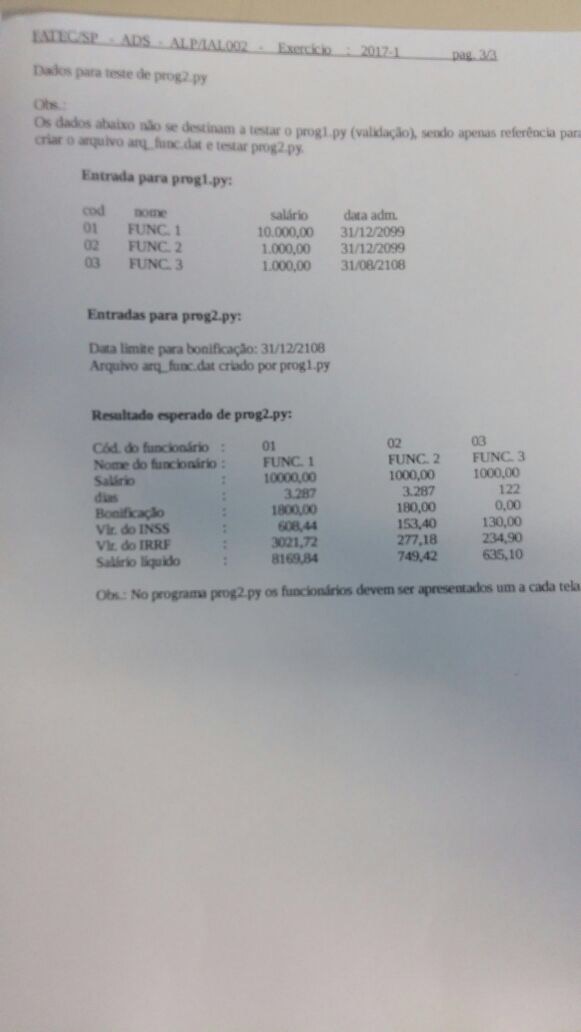 FATEC/SP - ADS - ALP/IAL002 - Exercício : 2017-1 pag. 3/3
Dados para teste de prog2.py
Obs.:
Os dados abaixo não se destinam a testar o prog1.py (validação), sendo apenas referência para
criar o arquivo arq_func.dat e testar prog2.py.
Entrada para prog1.py:
cod nome salário data adm.
01 FUNC. 1 10.000,00 31/12/2099
02 FUNC. 2 1.000,00 31/12/2099
03 FUNC. 3 1.000,00 31/08/2108
Entradas para prog2.py:
Data limite para bonificação: 31/12/2108
Arquivo arq_func.dat criado por prog1.py
Resultado esperado de prog2.py:
Cód. do funcionário : 01 02 03
Nome do funcionário : FUNC. 1 FUNC. 2 FUNC. 3
Salário : 10000,00 1000,00 1000,00
dias : 3.287 3.287 122
Bonificação : 1800,00 180,00 0,00
Vlr. do INSS : 608,44 153,40 130,00
Vlr. do IRRF : 3021,72 277,18 234,90
Salário líquido : 8169,84 749,42 635,10
Obs.: No programa prog2.py os funcionários devem ser apresentados um a cada tela